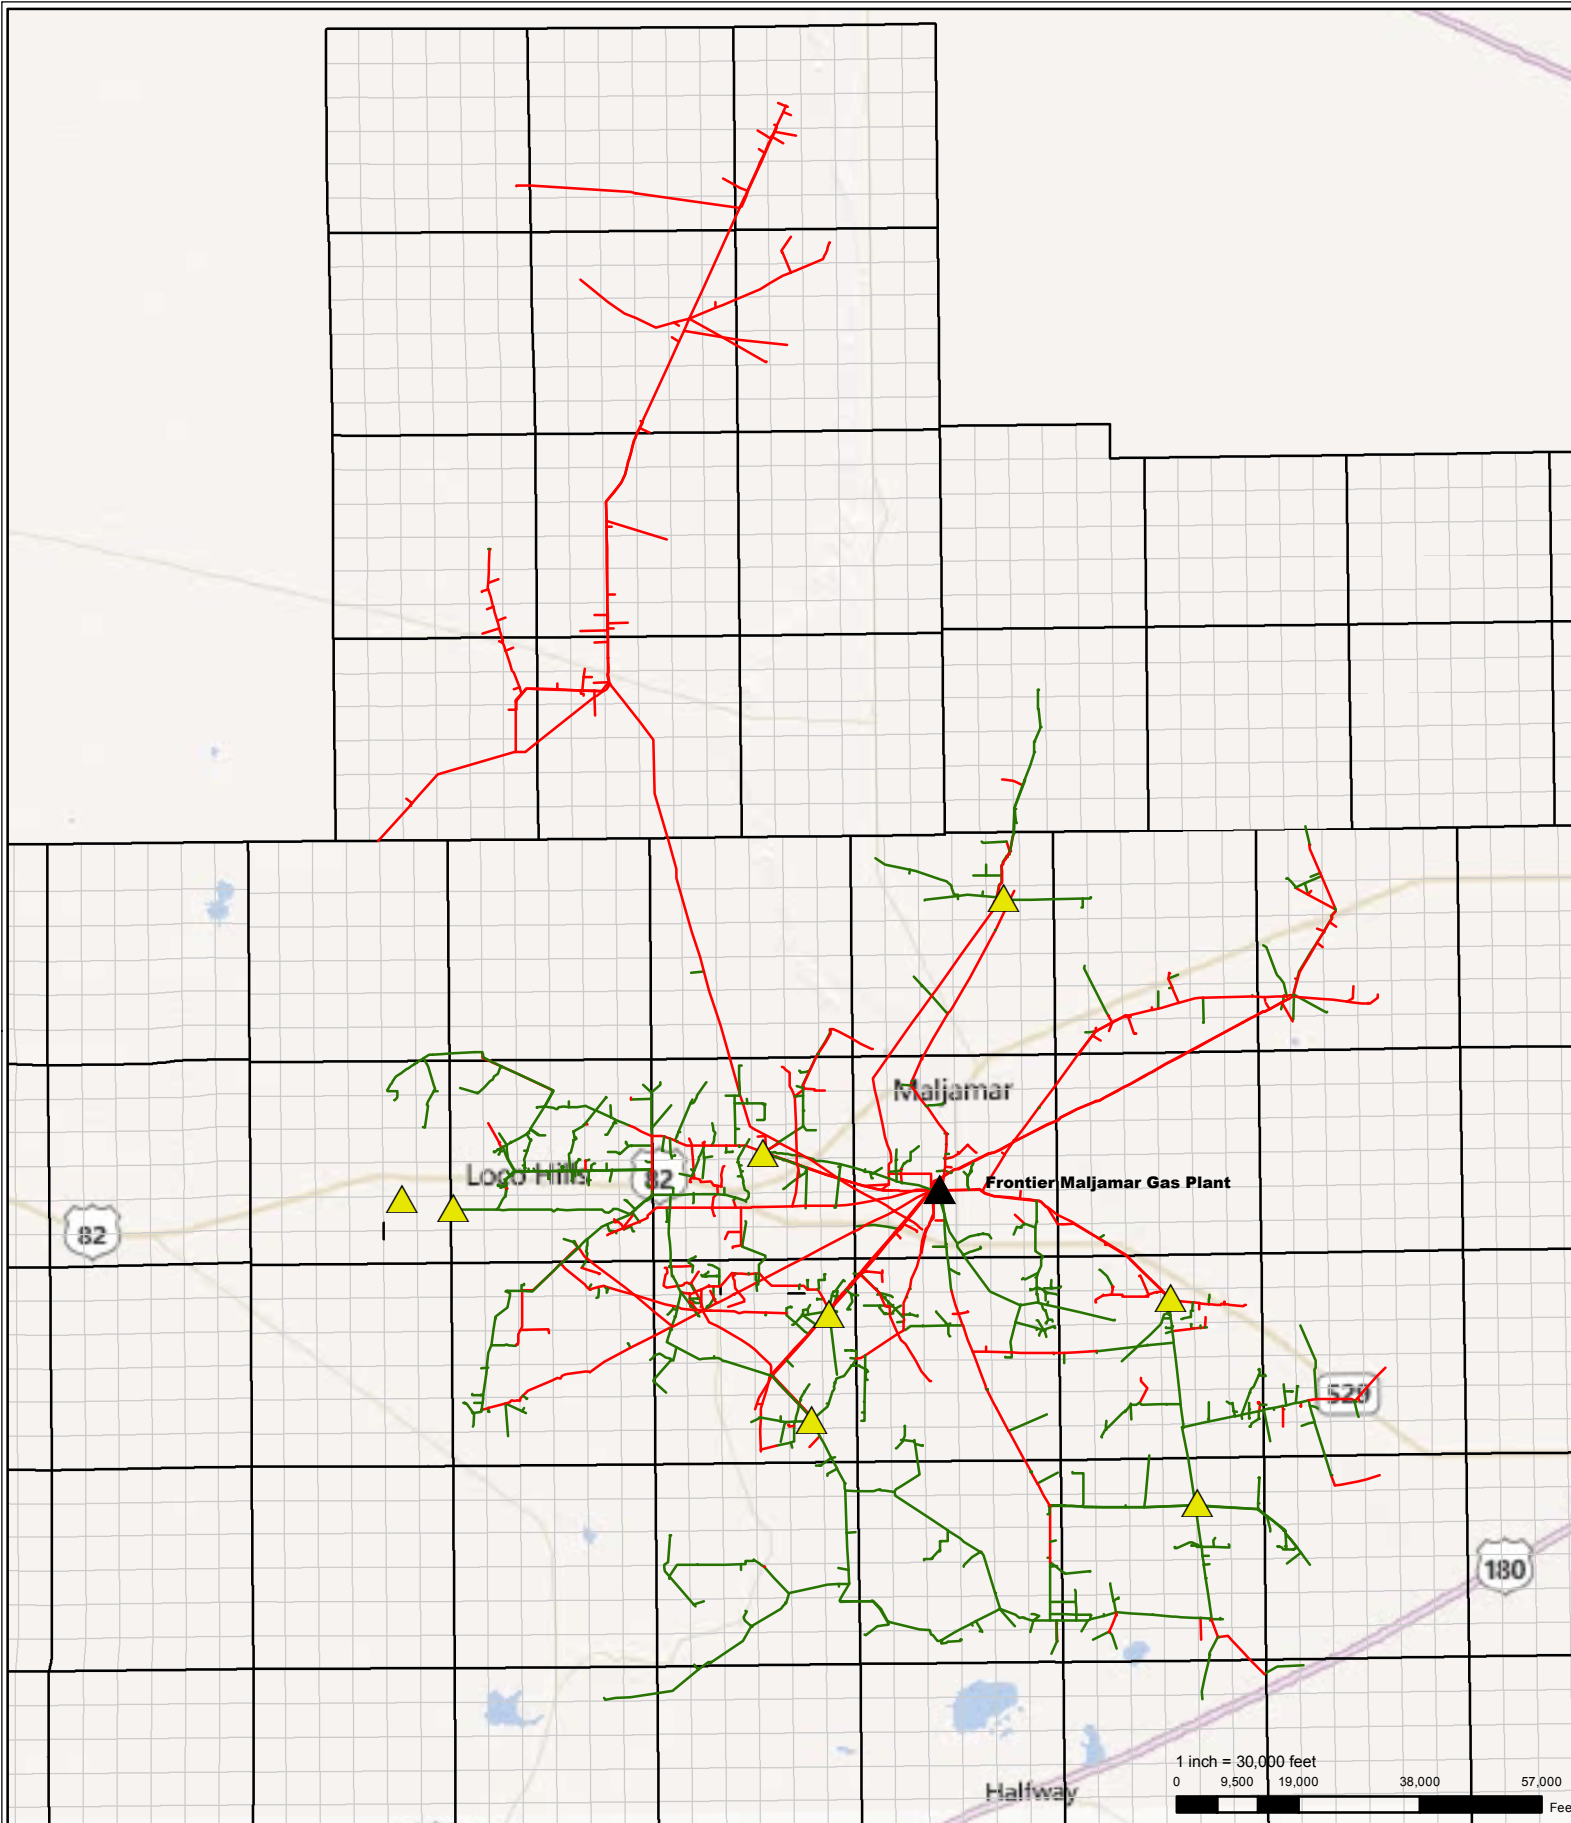 Maljamar
Loco Hills
82
Frontier Maljamar Gas Plant
82
529
180
1 inch = 30,000 feet
0 9,500 19,000 38,000 57,000
Fee
Halfway